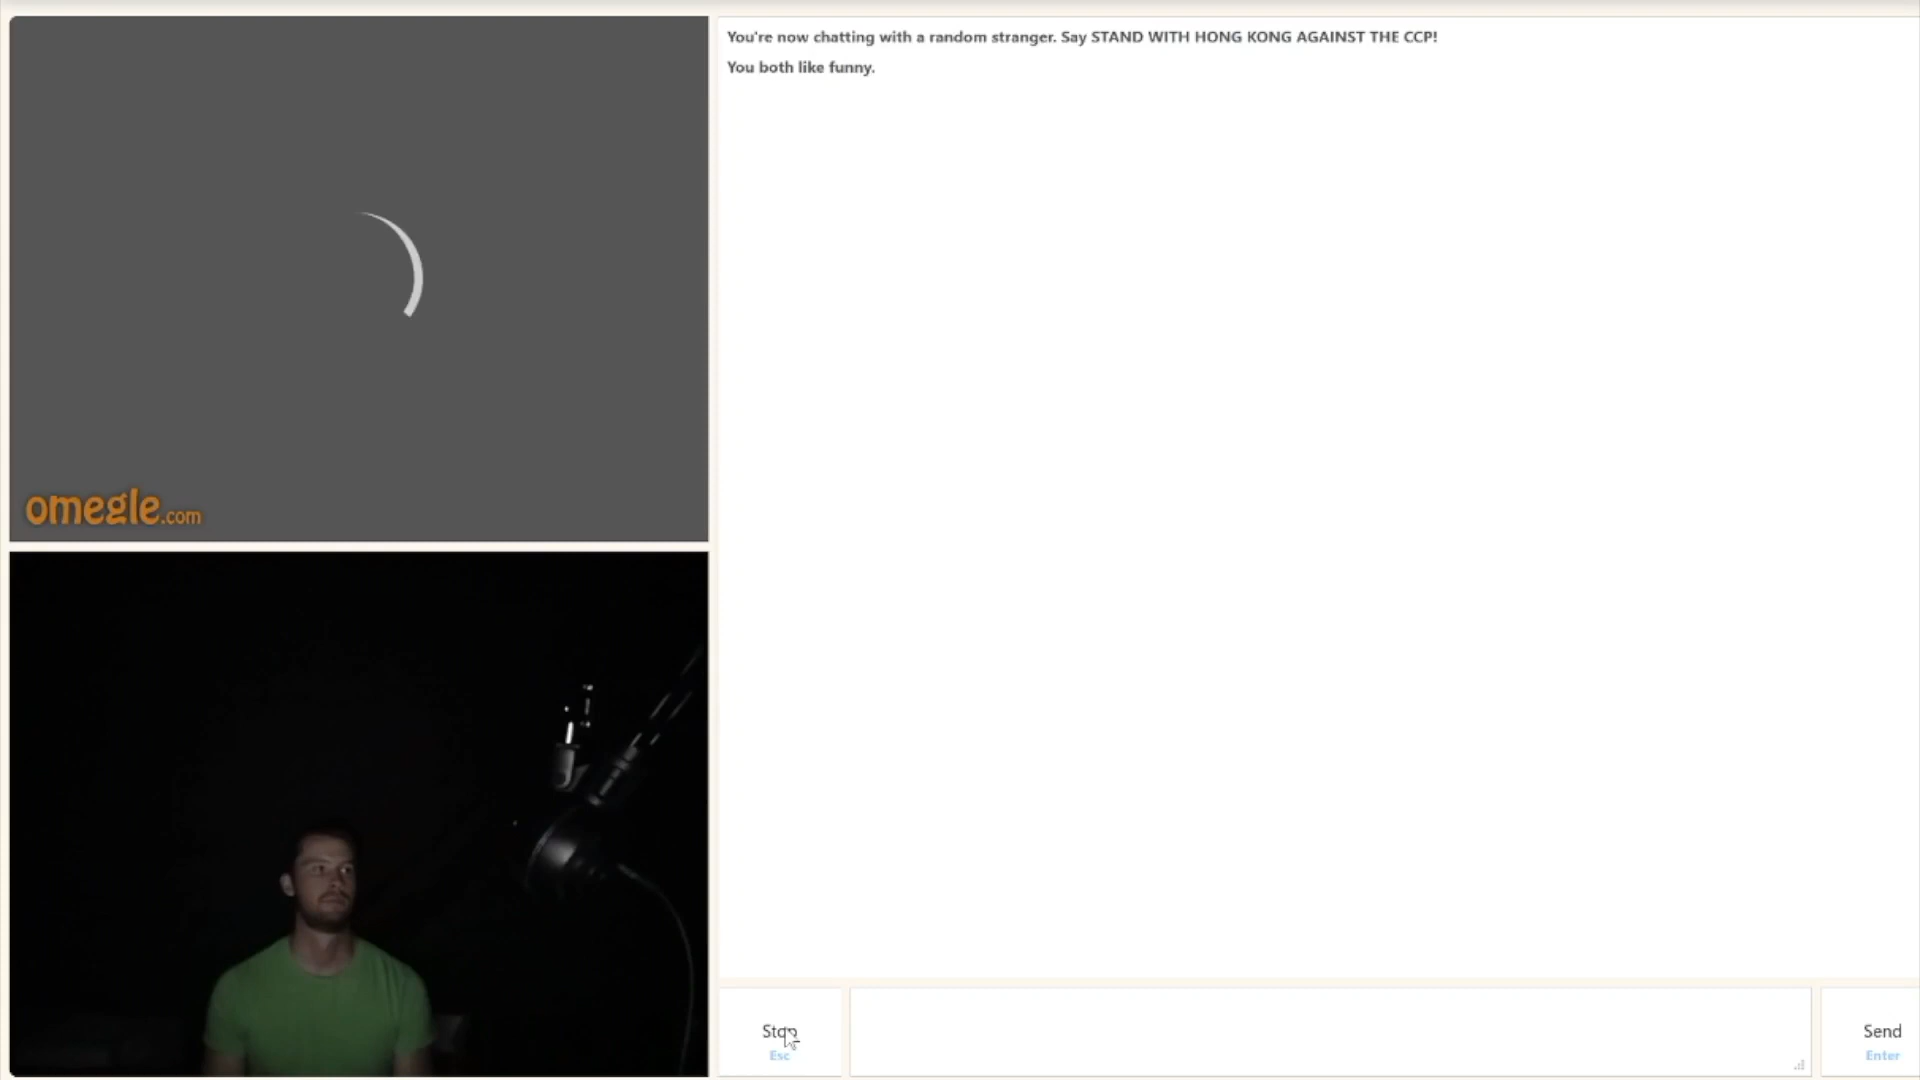 You're now chatting with a random stranger. Say STAND WITH HONG KONG AGAINST THE CCP!
You both like funny.
omegle.com
Stop
Esc
Send
Enter